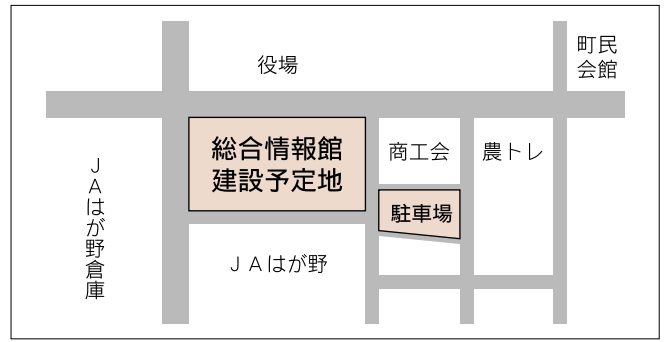 町民
会館
役場
総合情報館
建設予定地
商工会
農トレ
駐車場
ＪＡはが野倉庫
ＪＡはが野